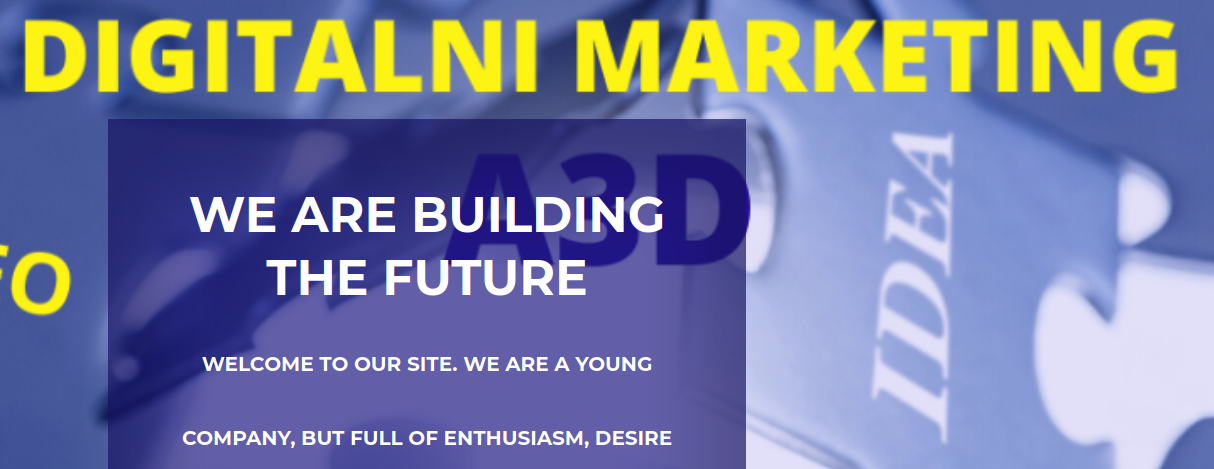 DIGITALNI MARKETING
A3D
WE ARE BUILDING
THE FUTURE
IDEA
WELCOME TO OUR SITE. WE ARE A YOUNG
COMPANY, BUT FULL OF ENTHUSIASM, DESIRE